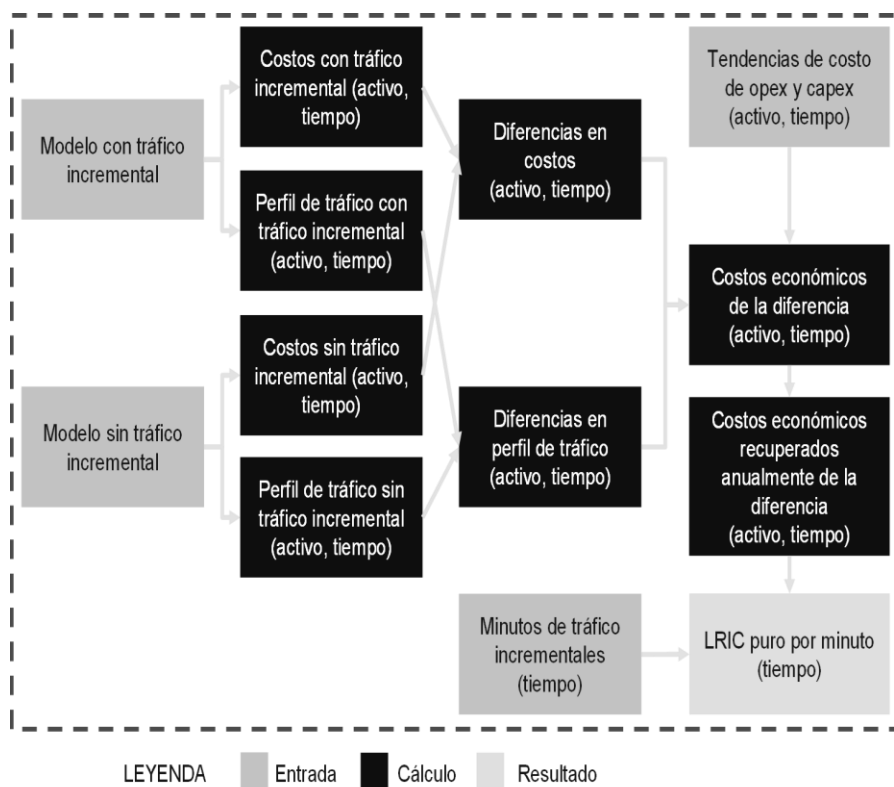 Modelo con tráfico
incremental
Modelo sin tráfico
incremental
Costos con tráfico
incremental (activo,
tiempo)
Perfil de tráfico con
tráfico incremental
(activo, tiempo)
Costos sin tráfico
incremental (activo,
tiempo)
Perfil de tráfico sin
tráfico incremental
(activo, tiempo)
Diferencias en
costos
(activo, tiempo)
Diferencias en
perfil de tráfico
(activo, tiempo)
Minutos de tráfico
incrementales
(tiempo)
Tendencias de costo
de opex y capex
(activo, tiempo)
Costos económicos
de la diferencia
(activo, tiempo)
Costos económicos
recuperados
anualmente de la
diferencia
(activo, tiempo)
LRIC puro por minuto
(tiempo)
LEYENDA
Entrada
Cálculo
Resultado